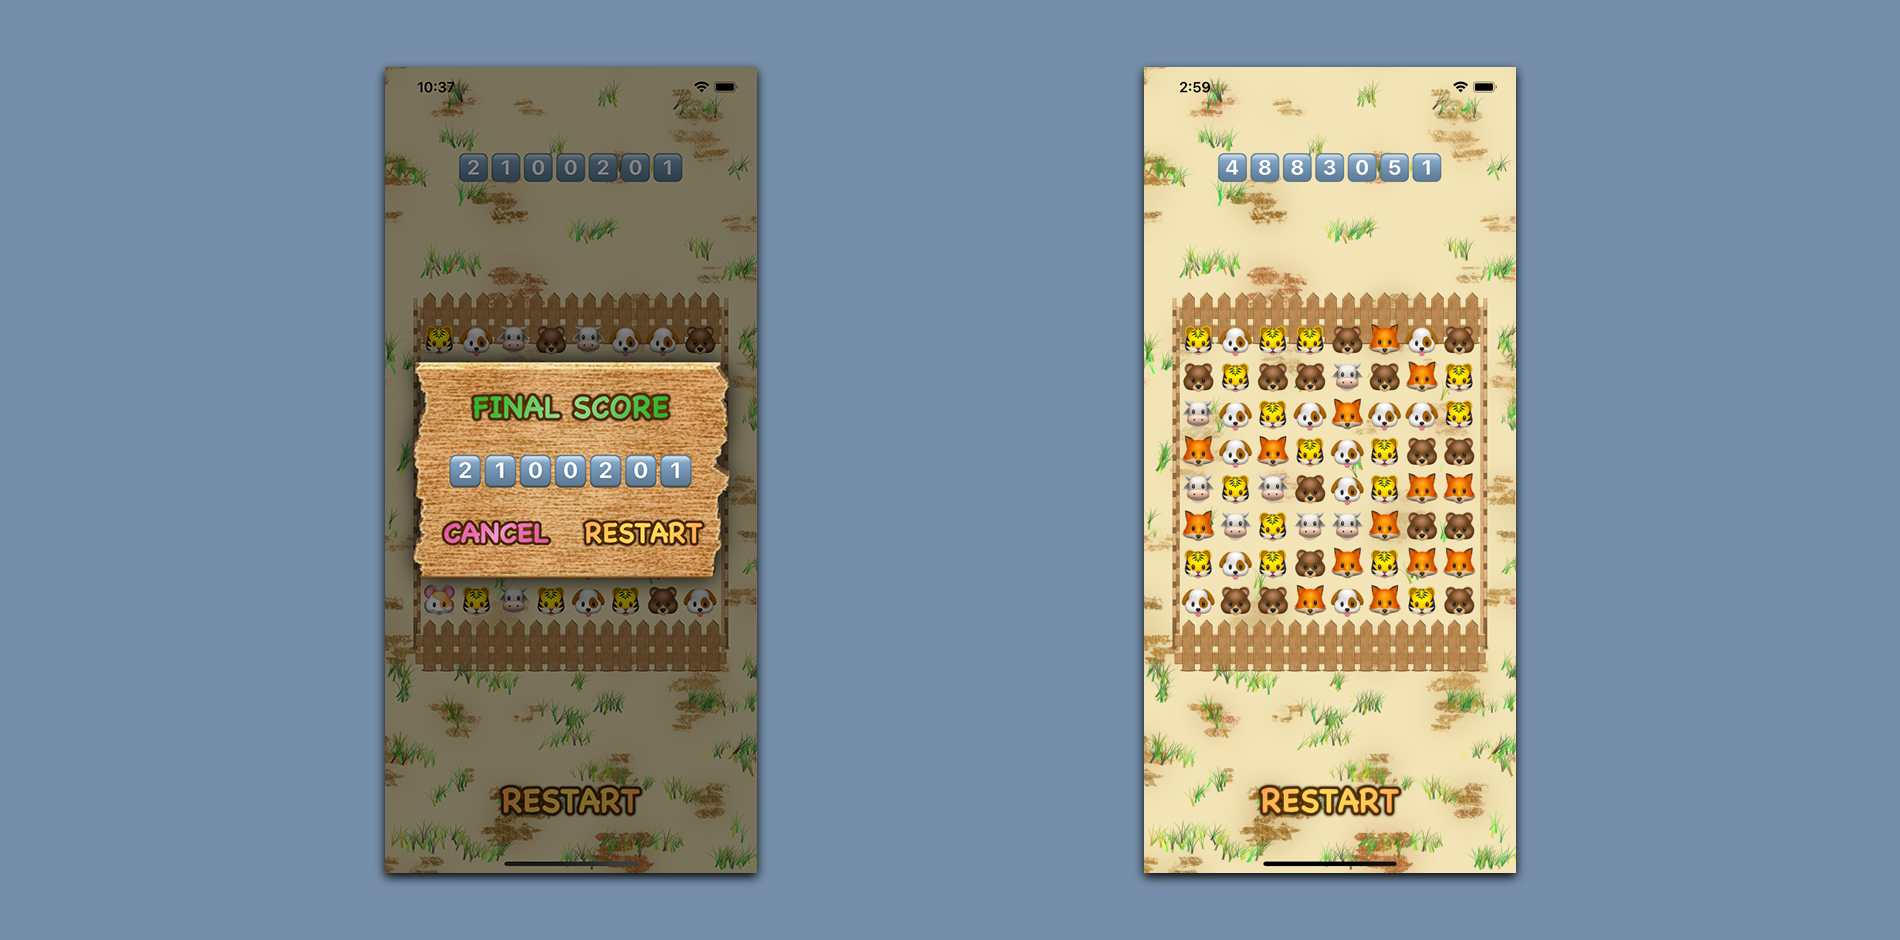 10:37
2100201
FINAL SCORE
2100201
CANCEL RESTART
RESTART
2:59
4883051
RESTART